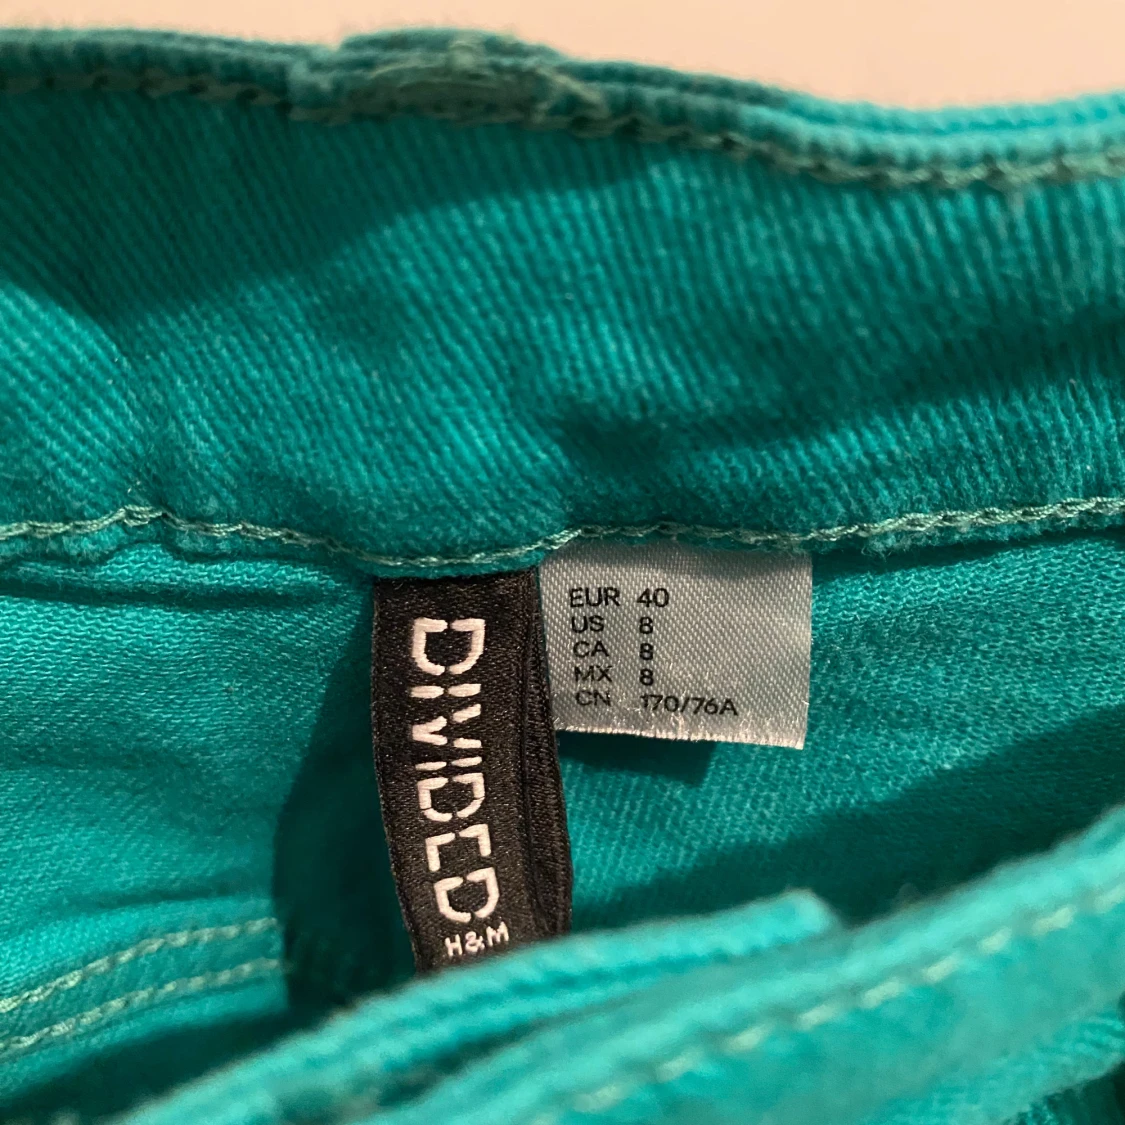 DIVIDED
H&M
EUR 40
US 8
CA 8
MX 8
CN 170/76A